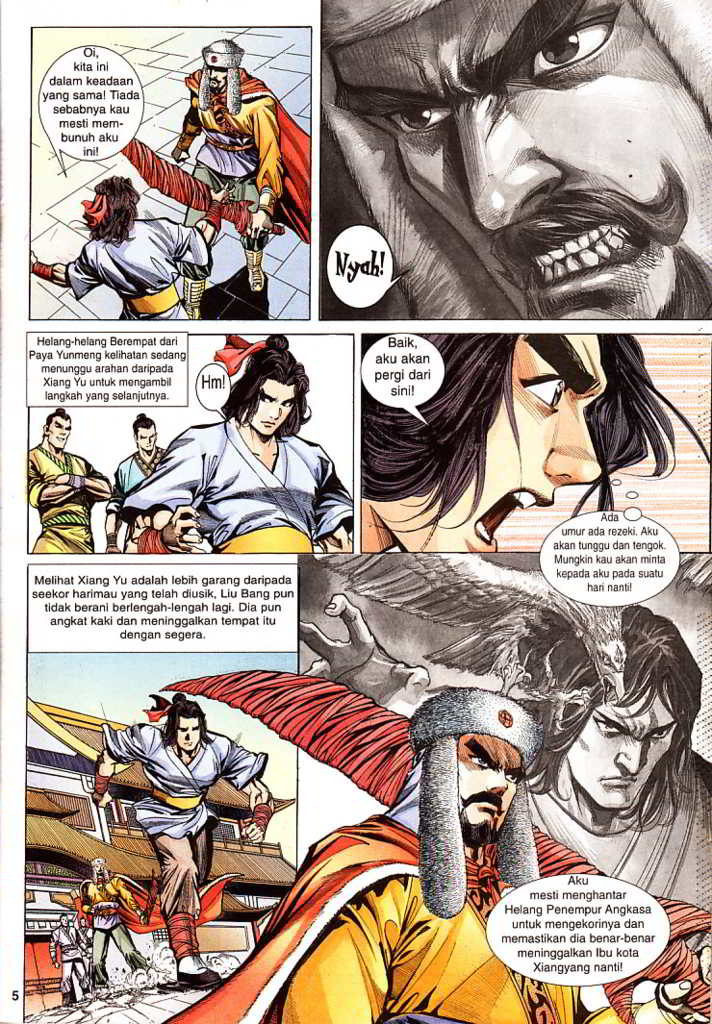 Oi,
kita ini
dalam keadaan
yang sama! Tiada
sebabnya kau
mesti mem-
bunuh aku
ini!
Nyah!
Helang-helang Berempat dari
Paya Yunmeng kelihatan sedang
menunggu arahan daripada
Xiang Yu untuk mengambil
langkah yang selanjutnya.
Hm!
Baik,
aku akan
pergi dari
sini!
Ada
umur ada rezeki. Aku
akan tunggu dan tengok.
Mungkin kau akan minta
kepada aku pada suatu
hari nanti!
Melihat Xiang Yu adalah lebih garang daripada
seekor harimau yang telah diusik, Liu Bang pun
tidak berani berlengah-lengah lagi. Dia pun
angkat kaki dan meninggalkan tempat itu
dengan segera.
Aku
mesti menghantar
Helang Penempur Angkasa
untuk mengekorinya dan
memastikan dia benar-benar
meninggalkan Ibu kota
Xiangyang nanti!
5